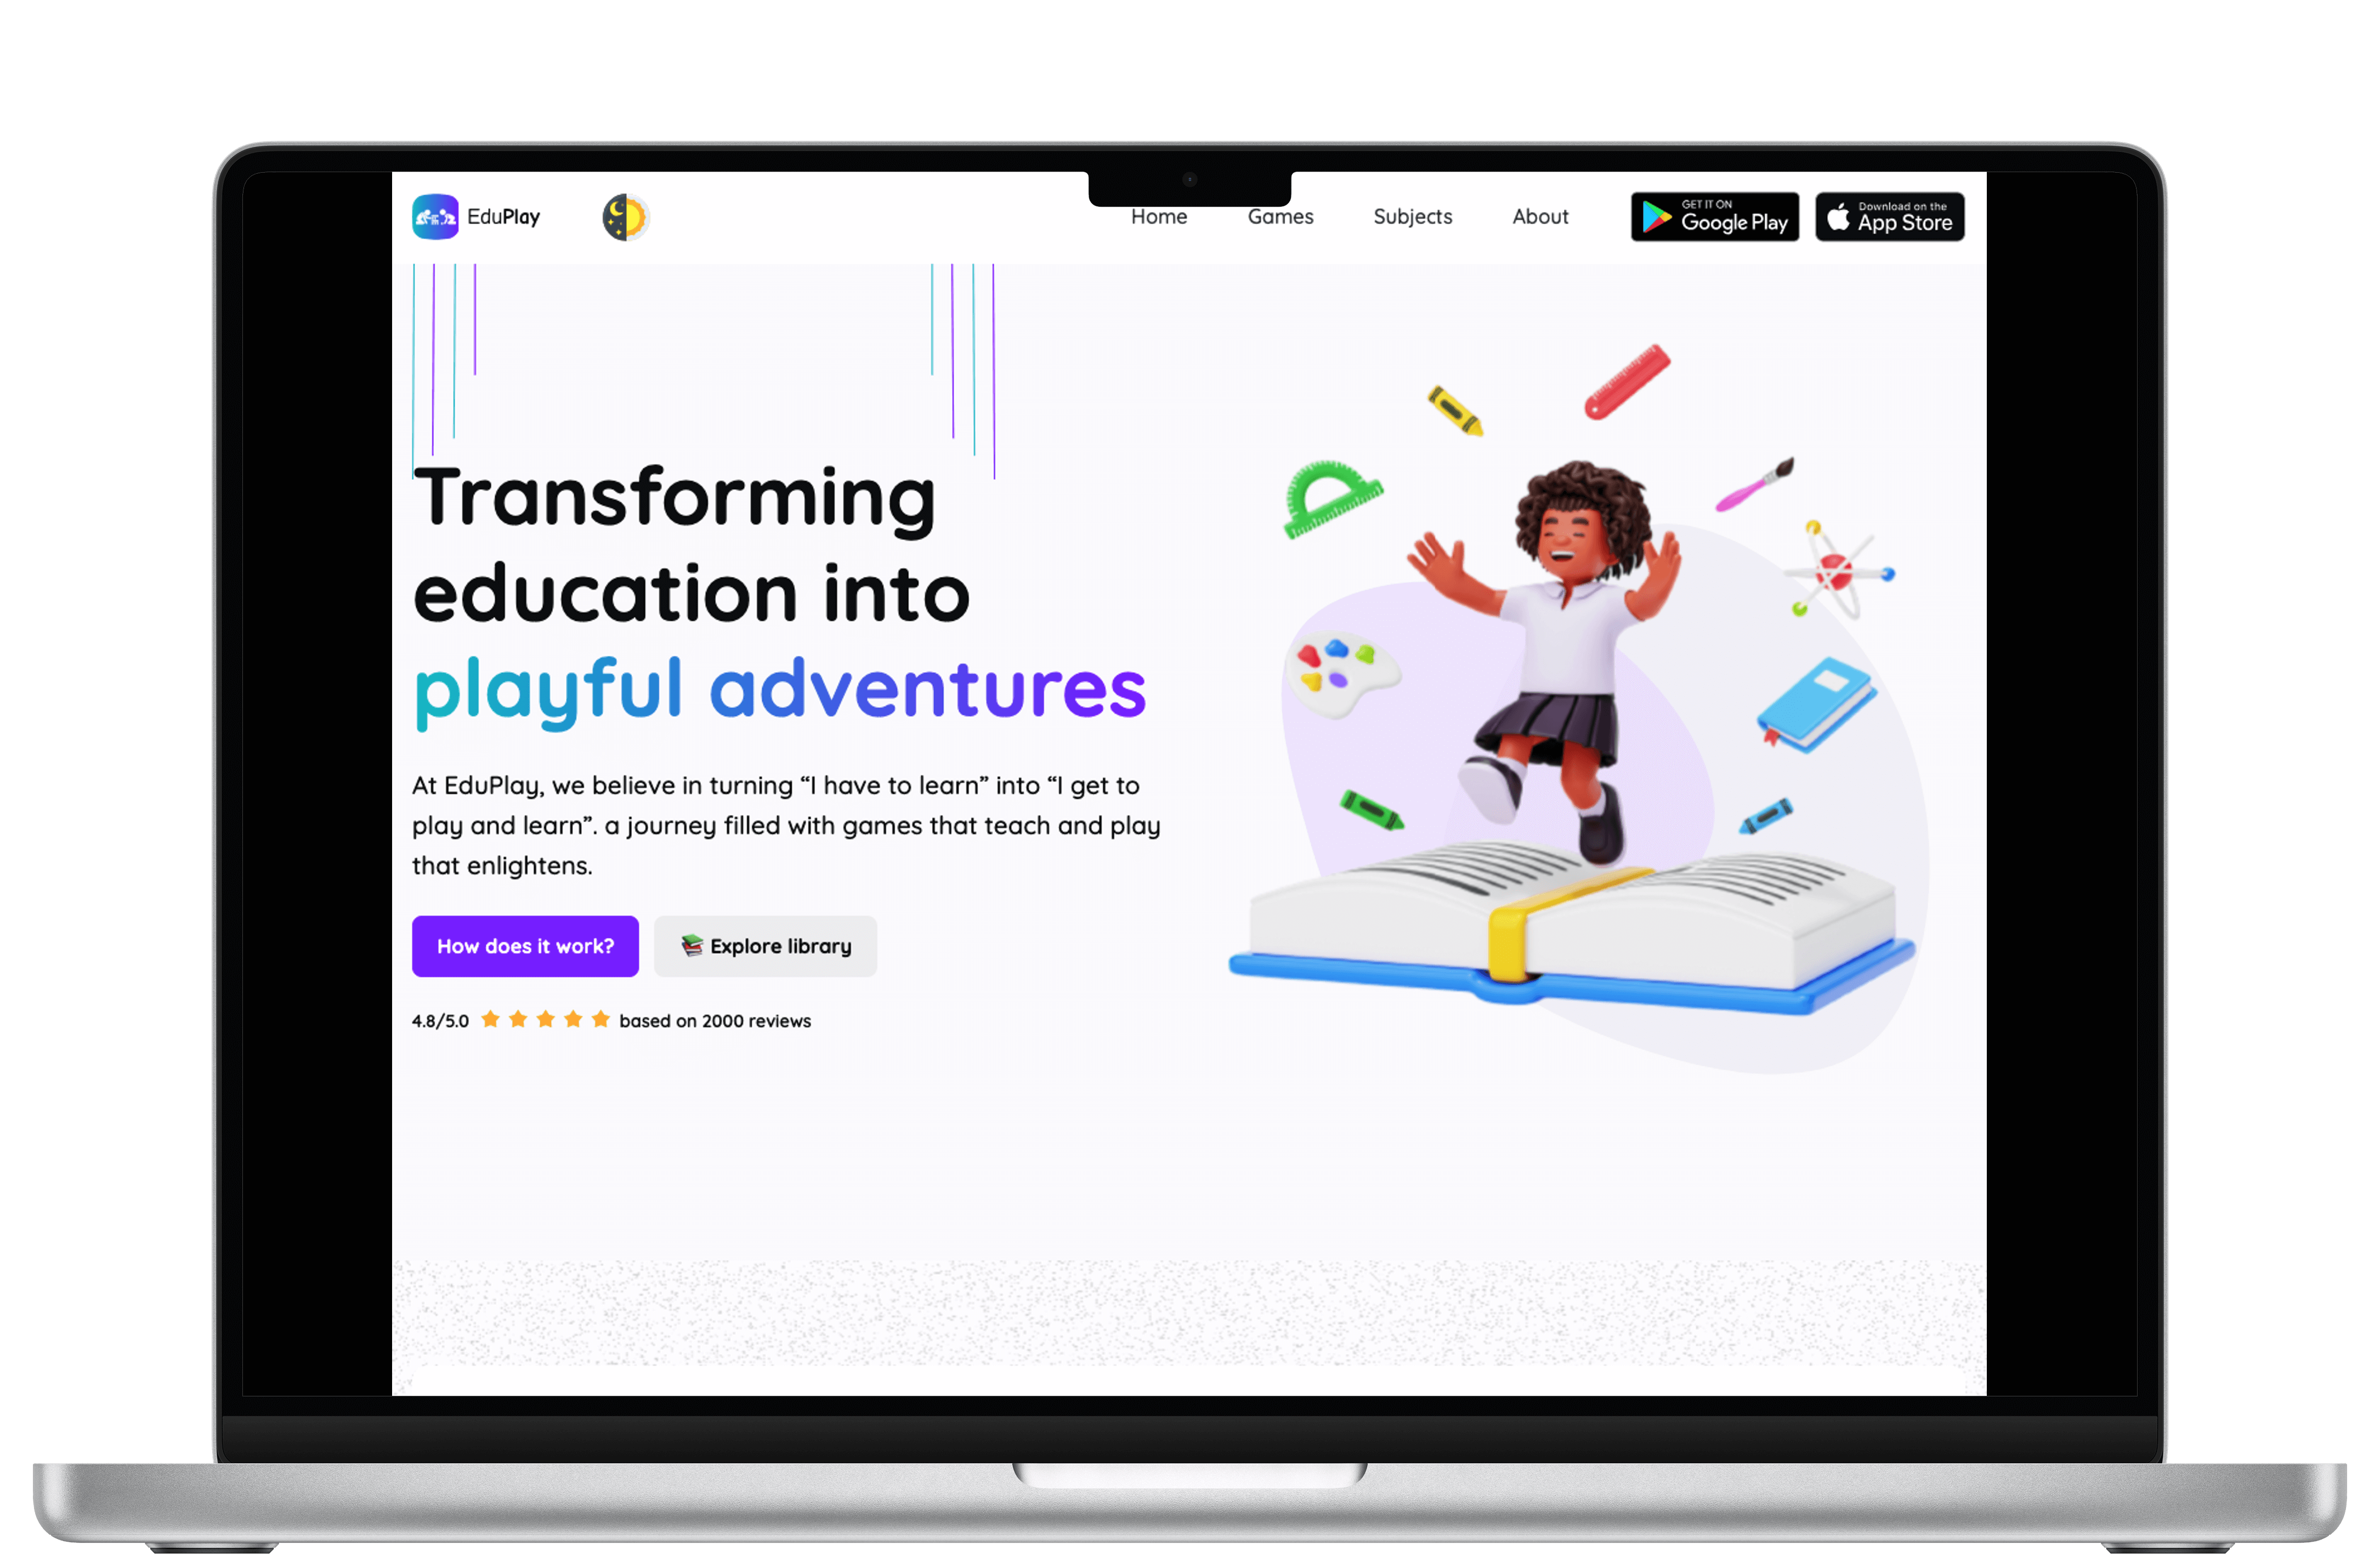 EduPlay
Home
Games
Subjects
About
GET IT ON
Google Play
Download on the
App Store
Transforming
education into
playful adventures
At EduPlay, we believe in turning “I have to learn” into “I get to
play and learn”. a journey filled with games that teach and play
that enlightens.
How does it work?
Explore library
4.8/5.0
based on 2000 reviews